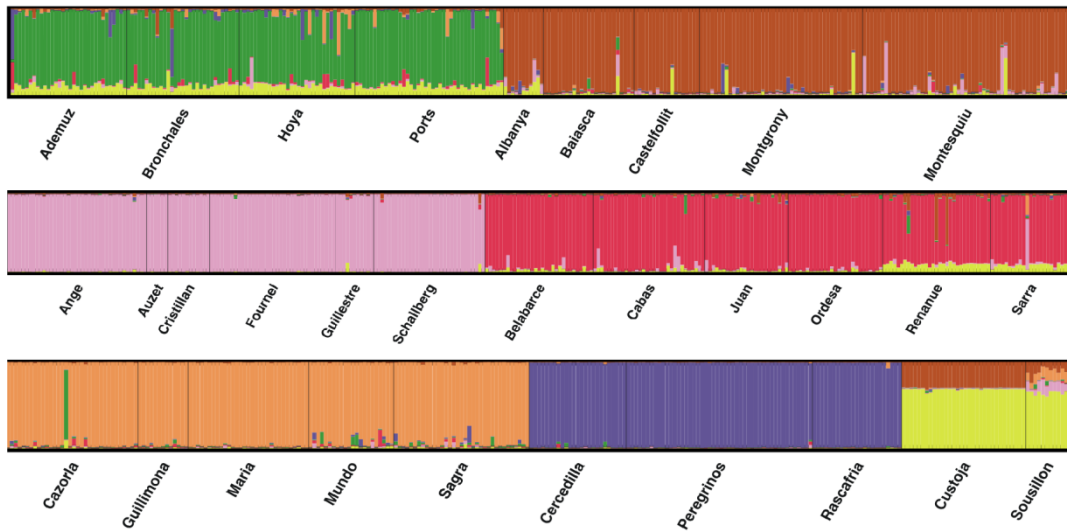 Ademuz Bronchales Hoya Ports Albanya Baiasca Castelfollit Montgrony Montesquiu
Ange Auzet Cristillan Fournel Guillestre Schallberg Belabarce Cabas Juan Ordesa Renanue Sarra
Cazorla Guillimona Maria Mundo Sagra Cercedilla Peregrinos Rascafria Custoja Sousillon